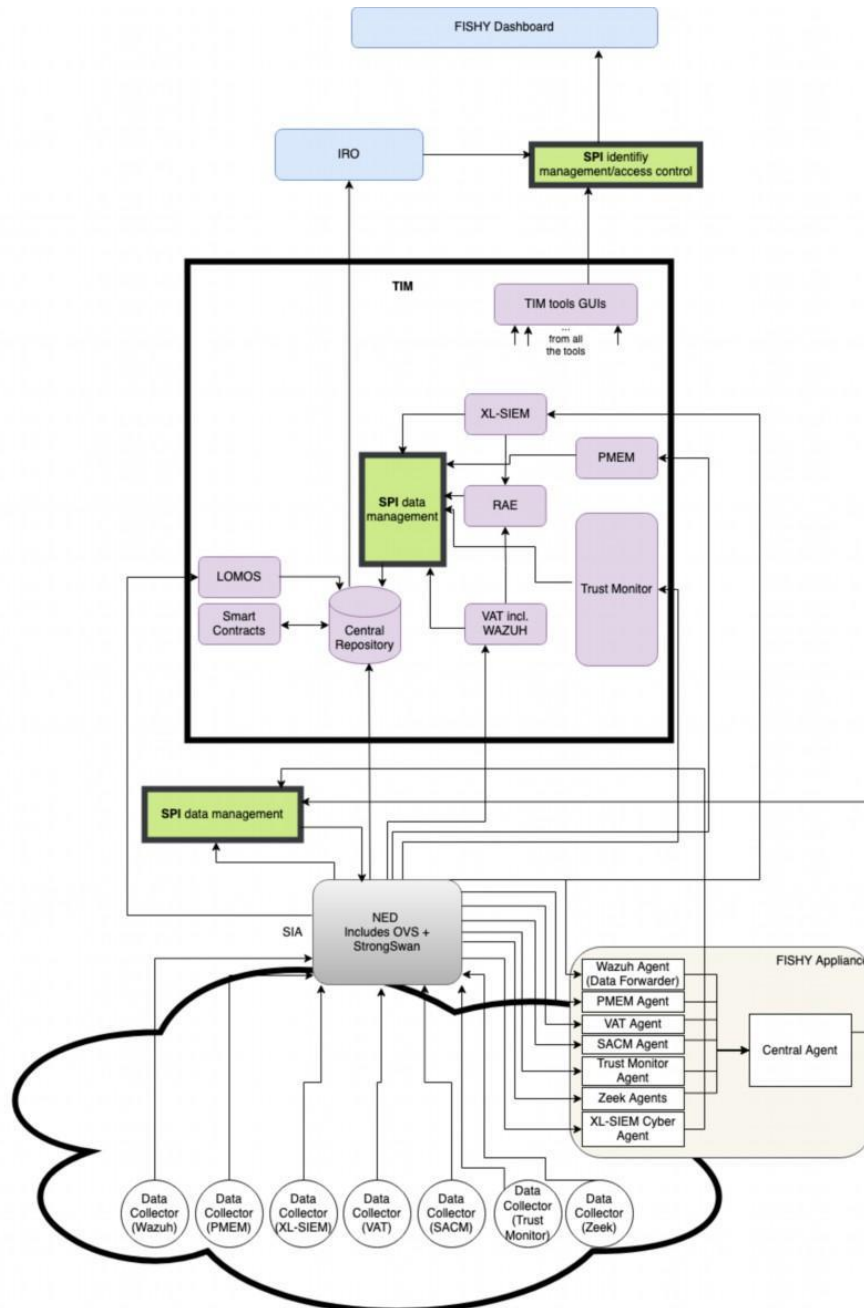 FISHY Dashboard
IRO
SPI identifiy
management/access control
TIM
TIM tools GUIs
...
from all
the tools
XL-SIEM
PMEM
SPI data
management
RAE
LOMOS
Trust Monitor
Smart
Contracts
Central
Repository
VAT incl.
WAZUH
SPI data management
NED
Includes OVS +
StrongSwan
SIA
FISHY Appliance
Wazuh Agent
(Data Forwarder)
PMEM Agent
VAT Agent
SACM Agent
Trust Monitor
Agent
Zeek Agents
XL-SIEM Cyber
Agent
Central Agent
Data
Collector
(Wazuh)
Data
Collector
(PMEM)
Data
Collector
(XL-SIEM)
Data
Collector
(VAT)
Data
Collector
(SACM)
Data
Collector
(Trust
Monitor)
Data
Collector
(Zeek)